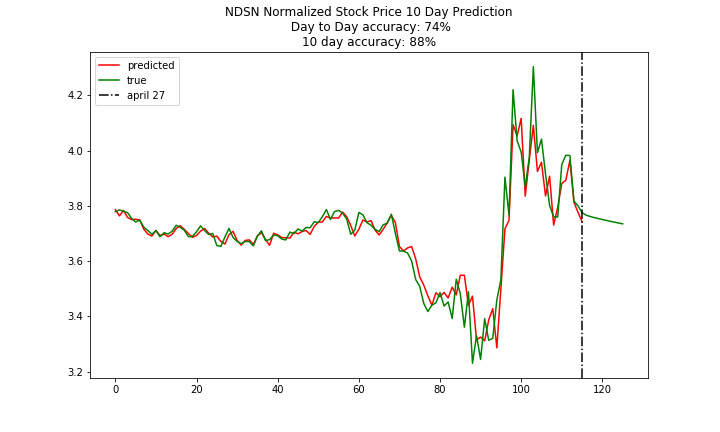 NDSN Normalized Stock Price 10 Day Prediction
Day to Day accuracy: 74%
10 day accuracy: 88%
predicted
true
april 27
4.2
4.0
3.8
3.6
3.4
3.2
0 20 40 60 80 100 120